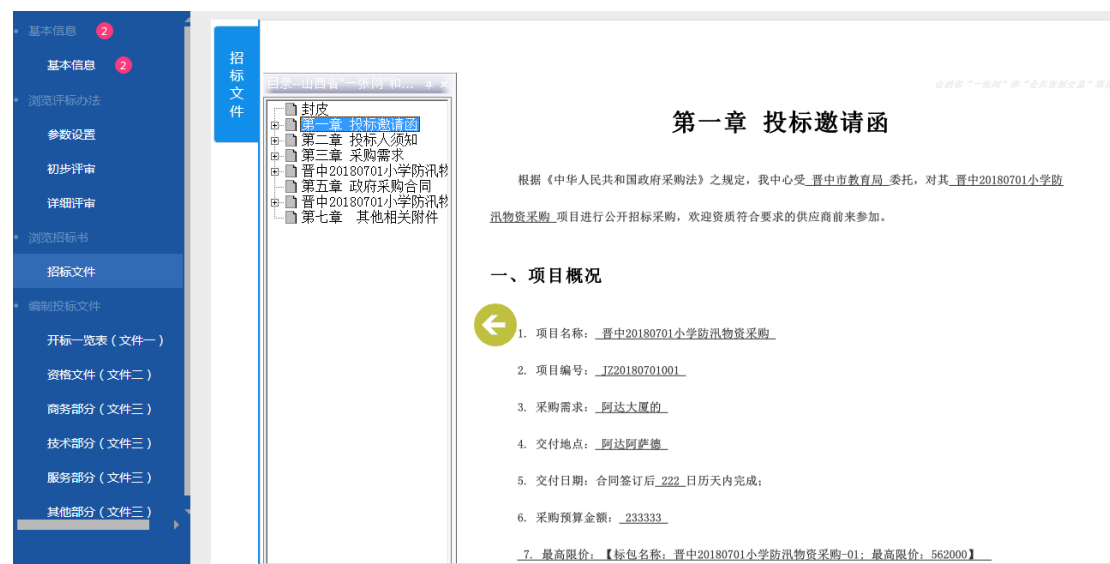 基本信息 2
基本信息 2
浏览评标办法
参数设置
初步评审
详细评审
浏览招标书
招标文件
编制投标文件
开标一览表（文件一）
资格文件（文件二）
商务部分（文件三）
技术部分（文件三）
服务部分（文件三）
其他部分（文件三）
招标文件
目录--山西省"一张网"和...
封皮
第一章 投标邀请函
第二章 投标人须知
第三章 采购需求
晋中20180701小学防汛物
第五章 政府采购合同
晋中20180701小学防汛物
第七章 其他相关附件
第一章 投标邀请函
根据《中华人民共和国政府采购法》之规定，我中心受 晋中市教育局 委托，对其 晋中20180701小学防
汛物资采购 项目进行公开招标采购，欢迎资质符合要求的供应商前来参加。
一、项目概况
1. 项目名称： 晋中20180701小学防汛物资采购
2. 项目编号： JZ20180701001
3. 采购需求： 阿达大厦的
4. 交付地点： 阿达阿萨德
5. 交付日期：合同签订后 222 日历天内完成；
6. 采购预算金额： 233333
7. 最高限价：【标包名称：晋中20180701小学防汛物资采购-01; 最高限价：562000】